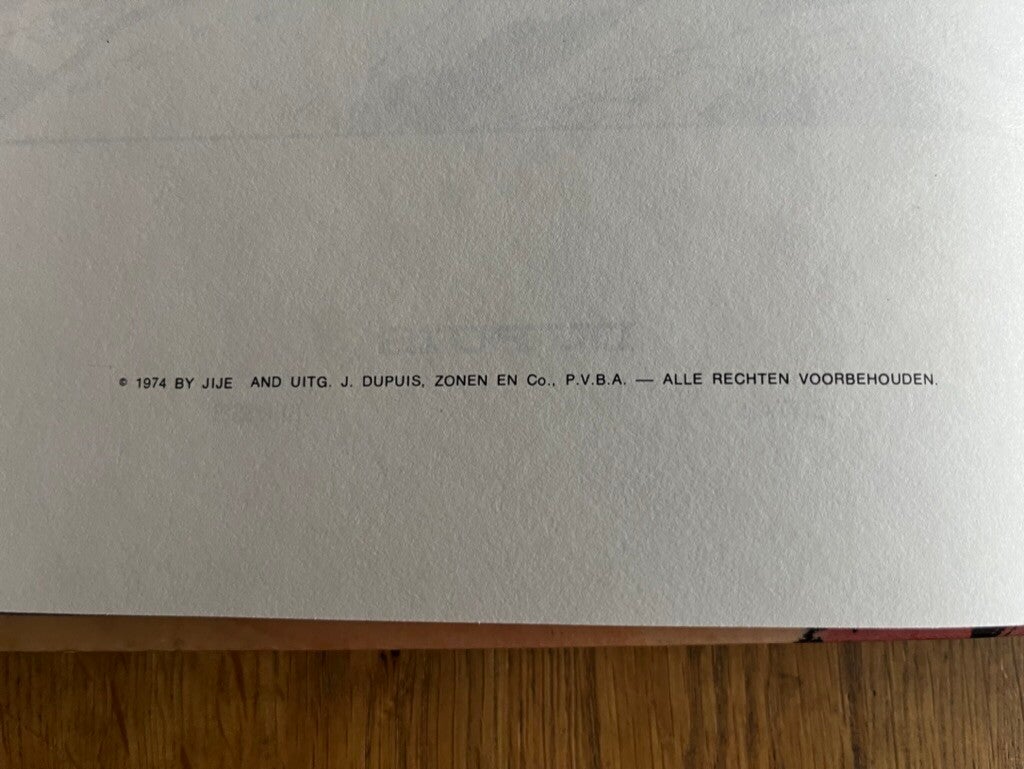 © 1974 BY JIJE AND UITG. J. DUPUIS, ZONEN EN Co., P.V.B.A. — ALLE RECHTEN VOORBEHOUDEN.